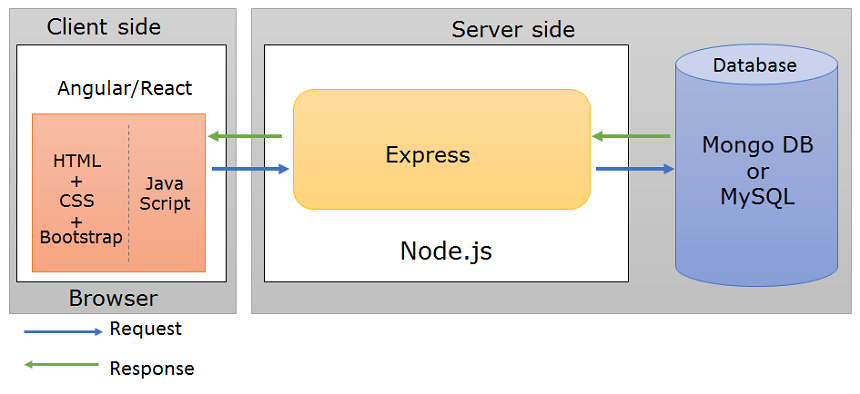 Client side
Angular/React
HTML
+
CSS
+
Bootstrap
Java
Script
Browser
Server side
Express
Node.js
Database
Mongo DB
or
MySQL
Request
Response